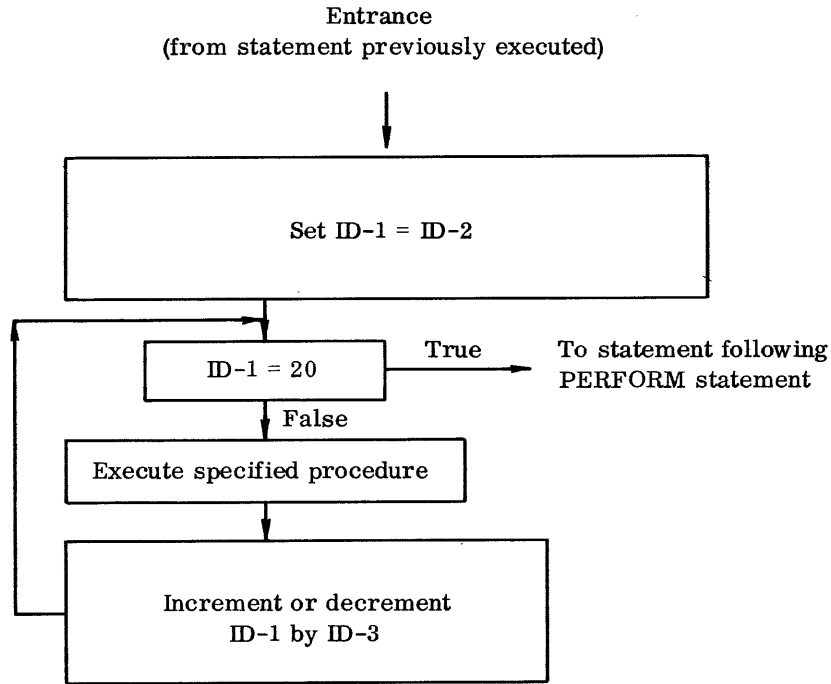 Entrance
(from statement previously executed)
Set ID-1 = ID-2
ID-1 = 20
True
To statement following
PERFORM statement
False
Execute specified procedure
Increment or decrement
ID-1 by ID-3